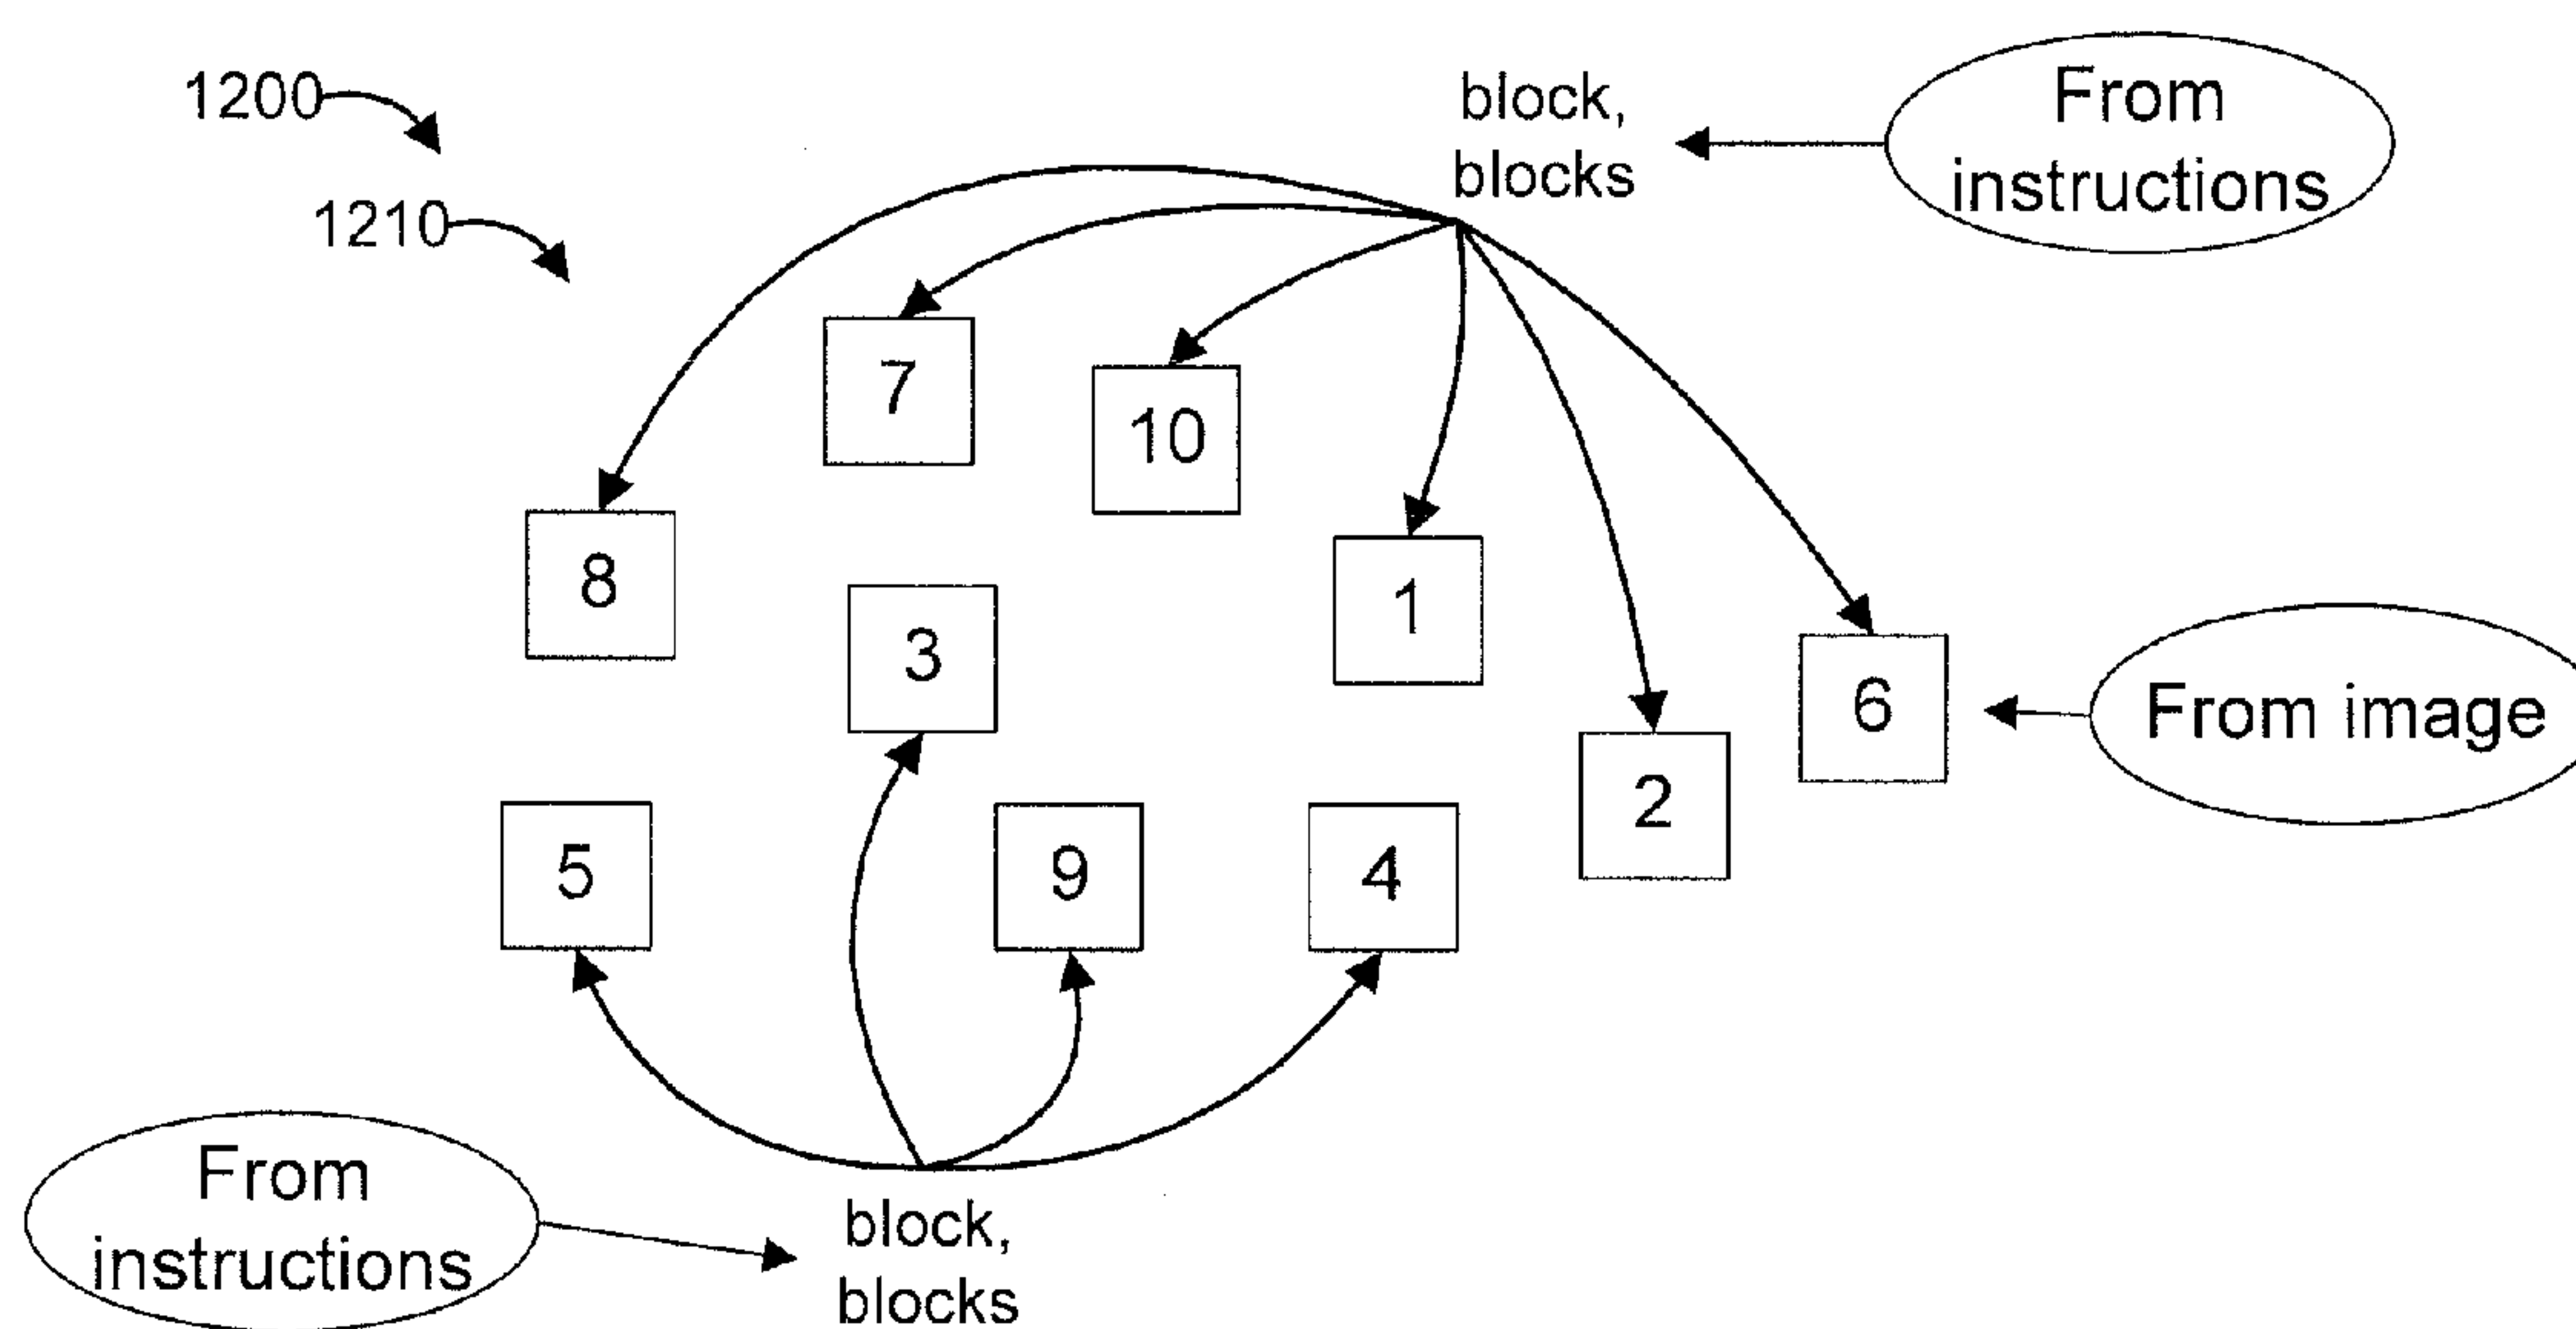 1200
block,
blocks
From
instructions
1210
7
10
8
3
1
6
From image
2
5
9
4
From
instructions
block,
blocks